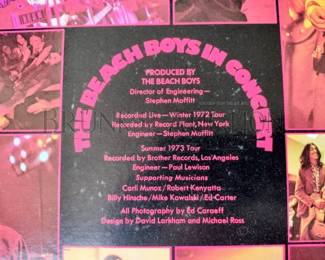 THE BEACH BOYS IN CONCERT
PRODUCED BY
THE BEACH BOYS
Director of Engineering—
Stephen Moffitt
Recorded Live—Winter 1972 Tour
Recorded by Record Plant, New York
Engineer—Stephen Moffitt
Summer 1973 Tour
Recorded by Brother Records, Los Angeles
Engineer—Paul Lewison
Supporting Musicians
Carli Munoz/Robert Kenyatta
Billy Hinsche/Mike Kowalski/Ed Carter
All Photography by Ed Caraeff
Design by David Larkham and Michael Ross